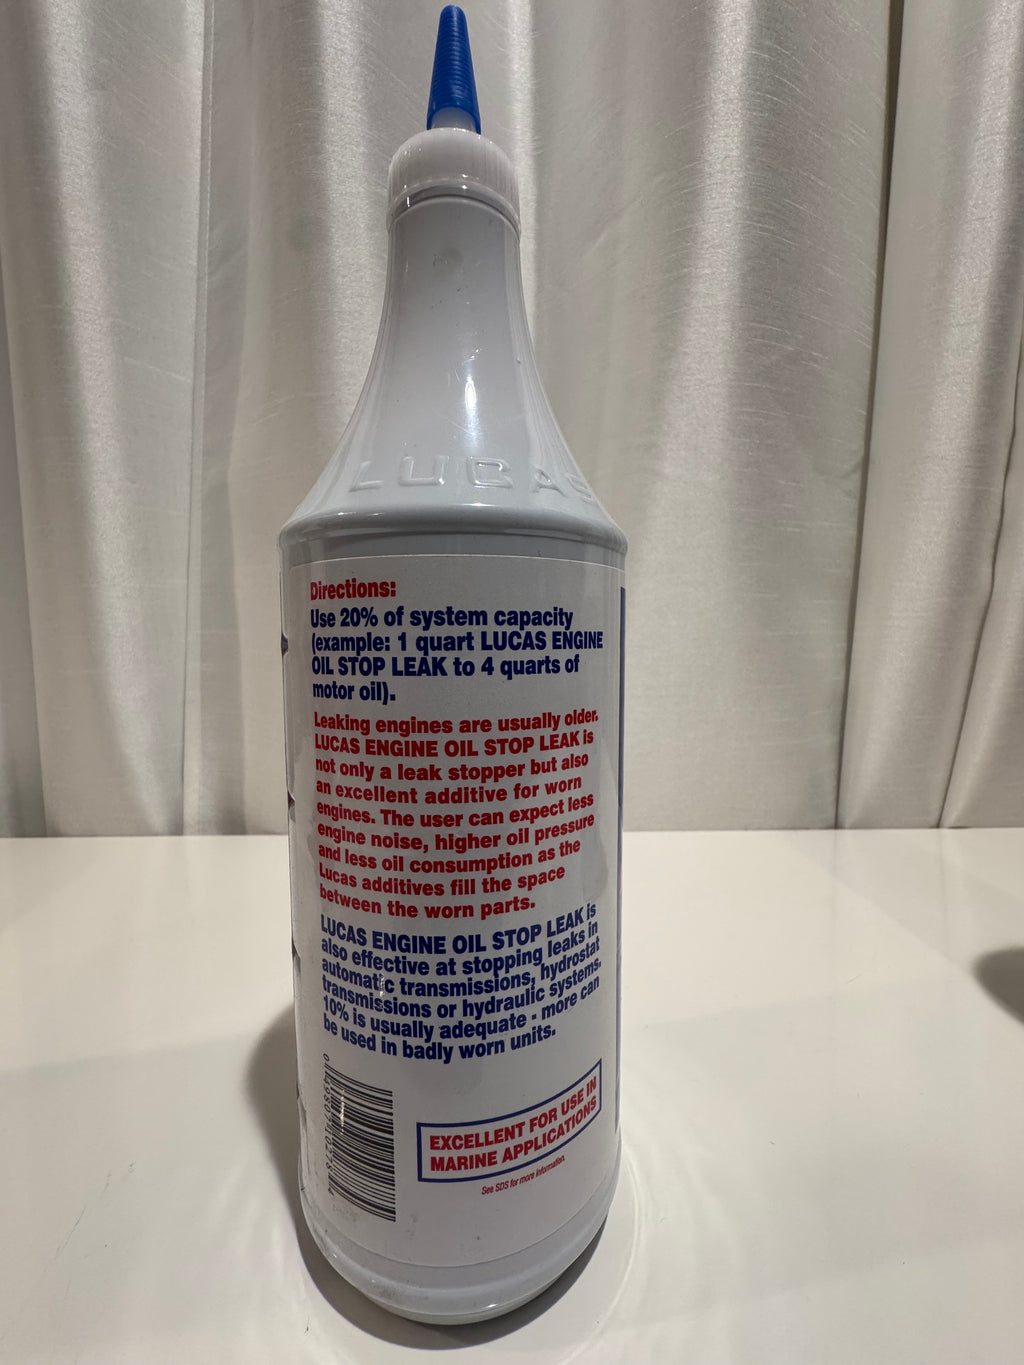 LUCAS
Directions:
Use 20% of system capacity
(example: 1 quart LUCAS ENGINE
OIL STOP LEAK to 4 quarts of
motor oil).
Leaking engines are usually older.
LUCAS ENGINE OIL STOP LEAK is
not only a leak stopper but also
an excellent additive for worn
engines. The user can expect less
engine noise, higher oil pressure
and less oil consumption as the
Lucas additives fill the space
between the worn parts.
LUCAS ENGINE OIL STOP LEAK is
also effective at stopping leaks in
automatic transmissions, hydrostat
transmissions or hydraulic systems.
10% is usually adequate - more can
be used in badly worn units.
EXCELLENT FOR USE IN
MARINE APPLICATIONS
See SDS for more information.